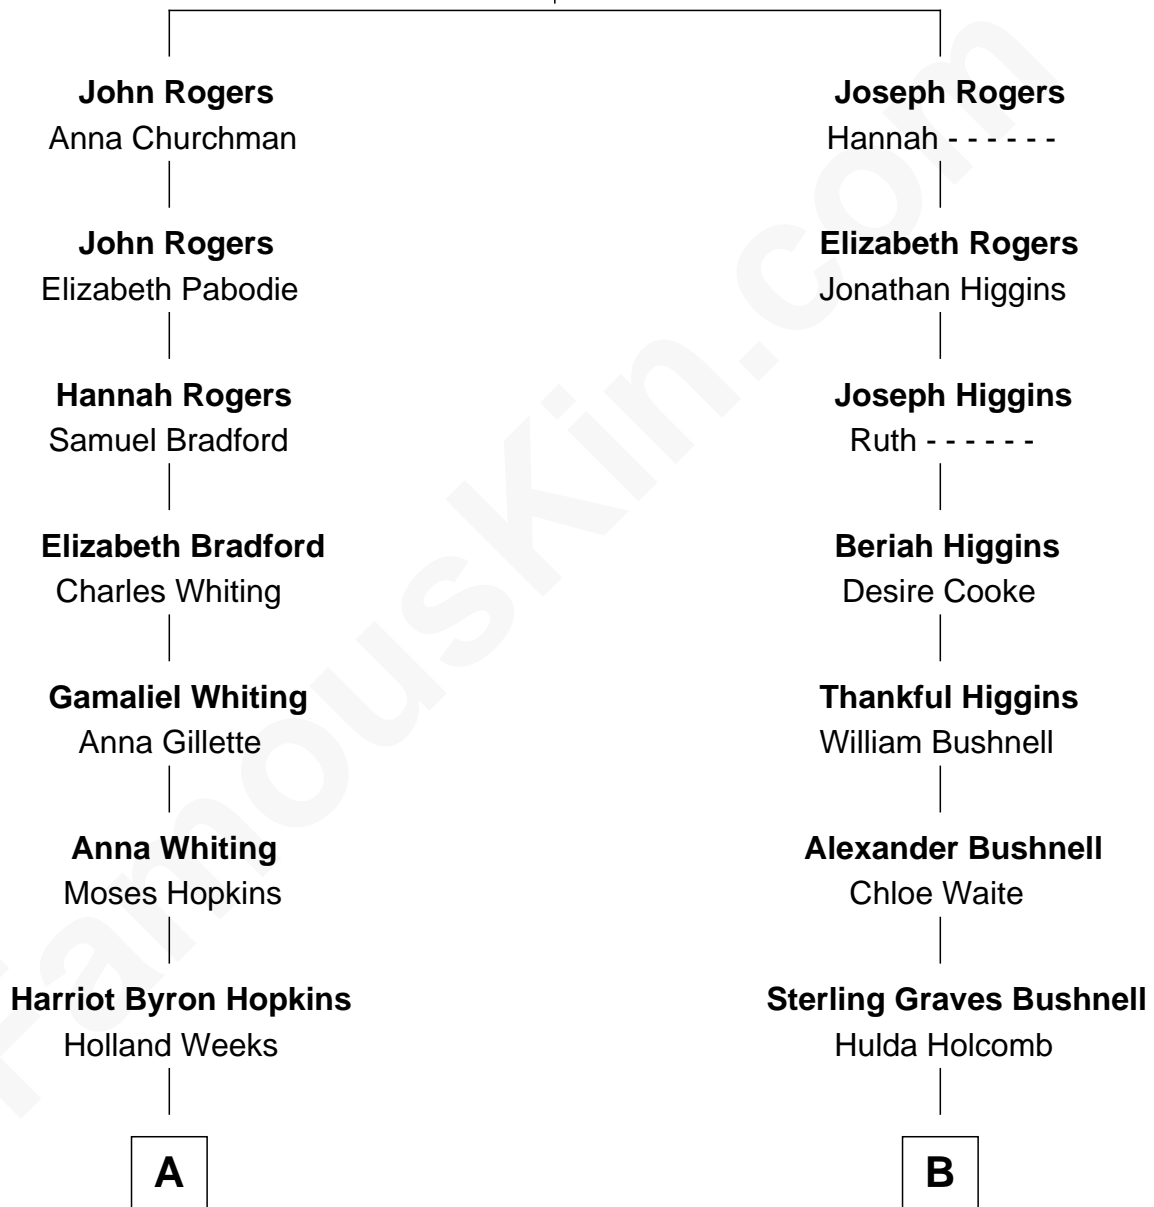 John Rogers
Anna Churchman
John Rogers
Elizabeth Pabodie
Hannah Rogers
Samuel Bradford
Elizabeth Bradford
Charles Whiting
Gamaliel Whiting
Anna Gillette
Anna Whiting
Moses Hopkins
Harriot Byron Hopkins
Holland Weeks
A
Joseph Rogers
Hannah - - - - - -
Elizabeth Rogers
Jonathan Higgins
Joseph Higgins
Ruth - - - - - -
Beriah Higgins
Desire Cooke
Thankful Higgins
William Bushnell
Alexander Bushnell
Chloe Waite
Sterling Graves Bushnell
Hulda Holcomb
B
FamousKin.com